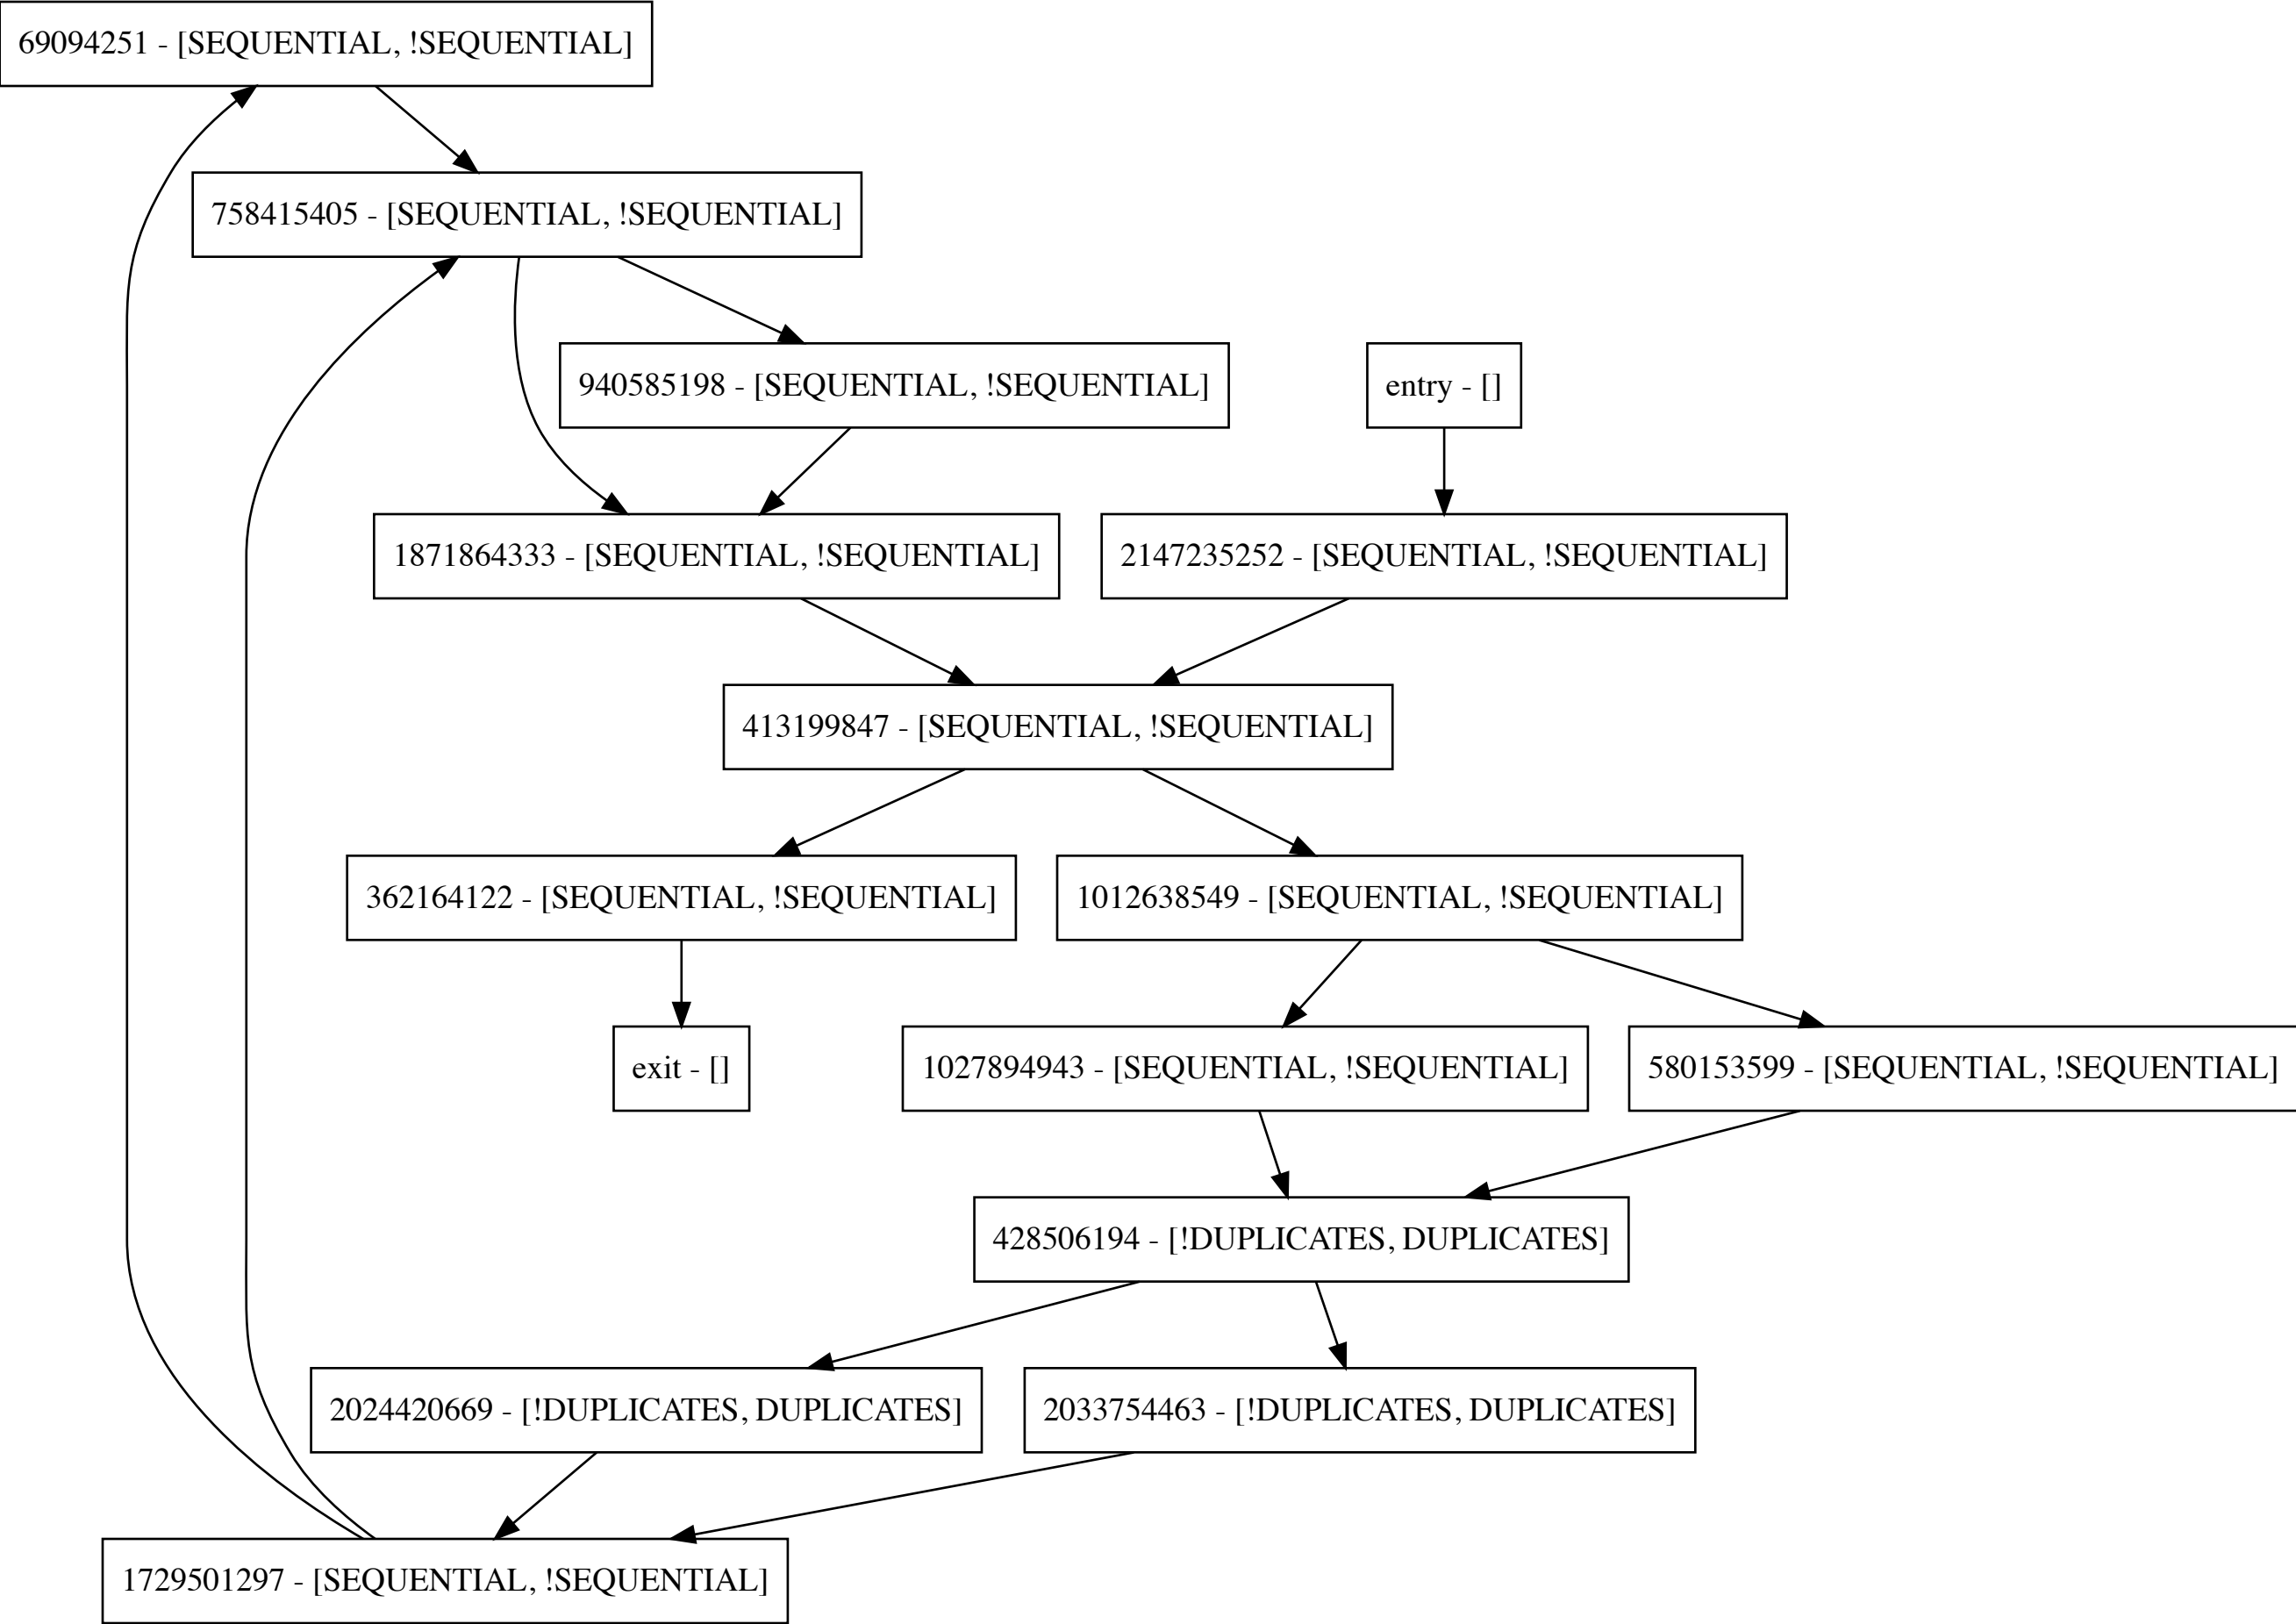 69094251 - [SEQUENTIAL, !SEQUENTIAL]
758415405 - [SEQUENTIAL, !SEQUENTIAL]
940585198 - [SEQUENTIAL, !SEQUENTIAL]
entry - []
1871864333 - [SEQUENTIAL, !SEQUENTIAL]
2147235252 - [SEQUENTIAL, !SEQUENTIAL]
413199847 - [SEQUENTIAL, !SEQUENTIAL]
362164122 - [SEQUENTIAL, !SEQUENTIAL]
1012638549 - [SEQUENTIAL, !SEQUENTIAL]
exit - []
1027894943 - [SEQUENTIAL, !SEQUENTIAL]
580153599 - [SEQUENTIAL, !SEQUENTIAL]
428506194 - [!DUPLICATES, DUPLICATES]
2024420669 - [!DUPLICATES, DUPLICATES]
2033754463 - [!DUPLICATES, DUPLICATES]
1729501297 - [SEQUENTIAL, !SEQUENTIAL]